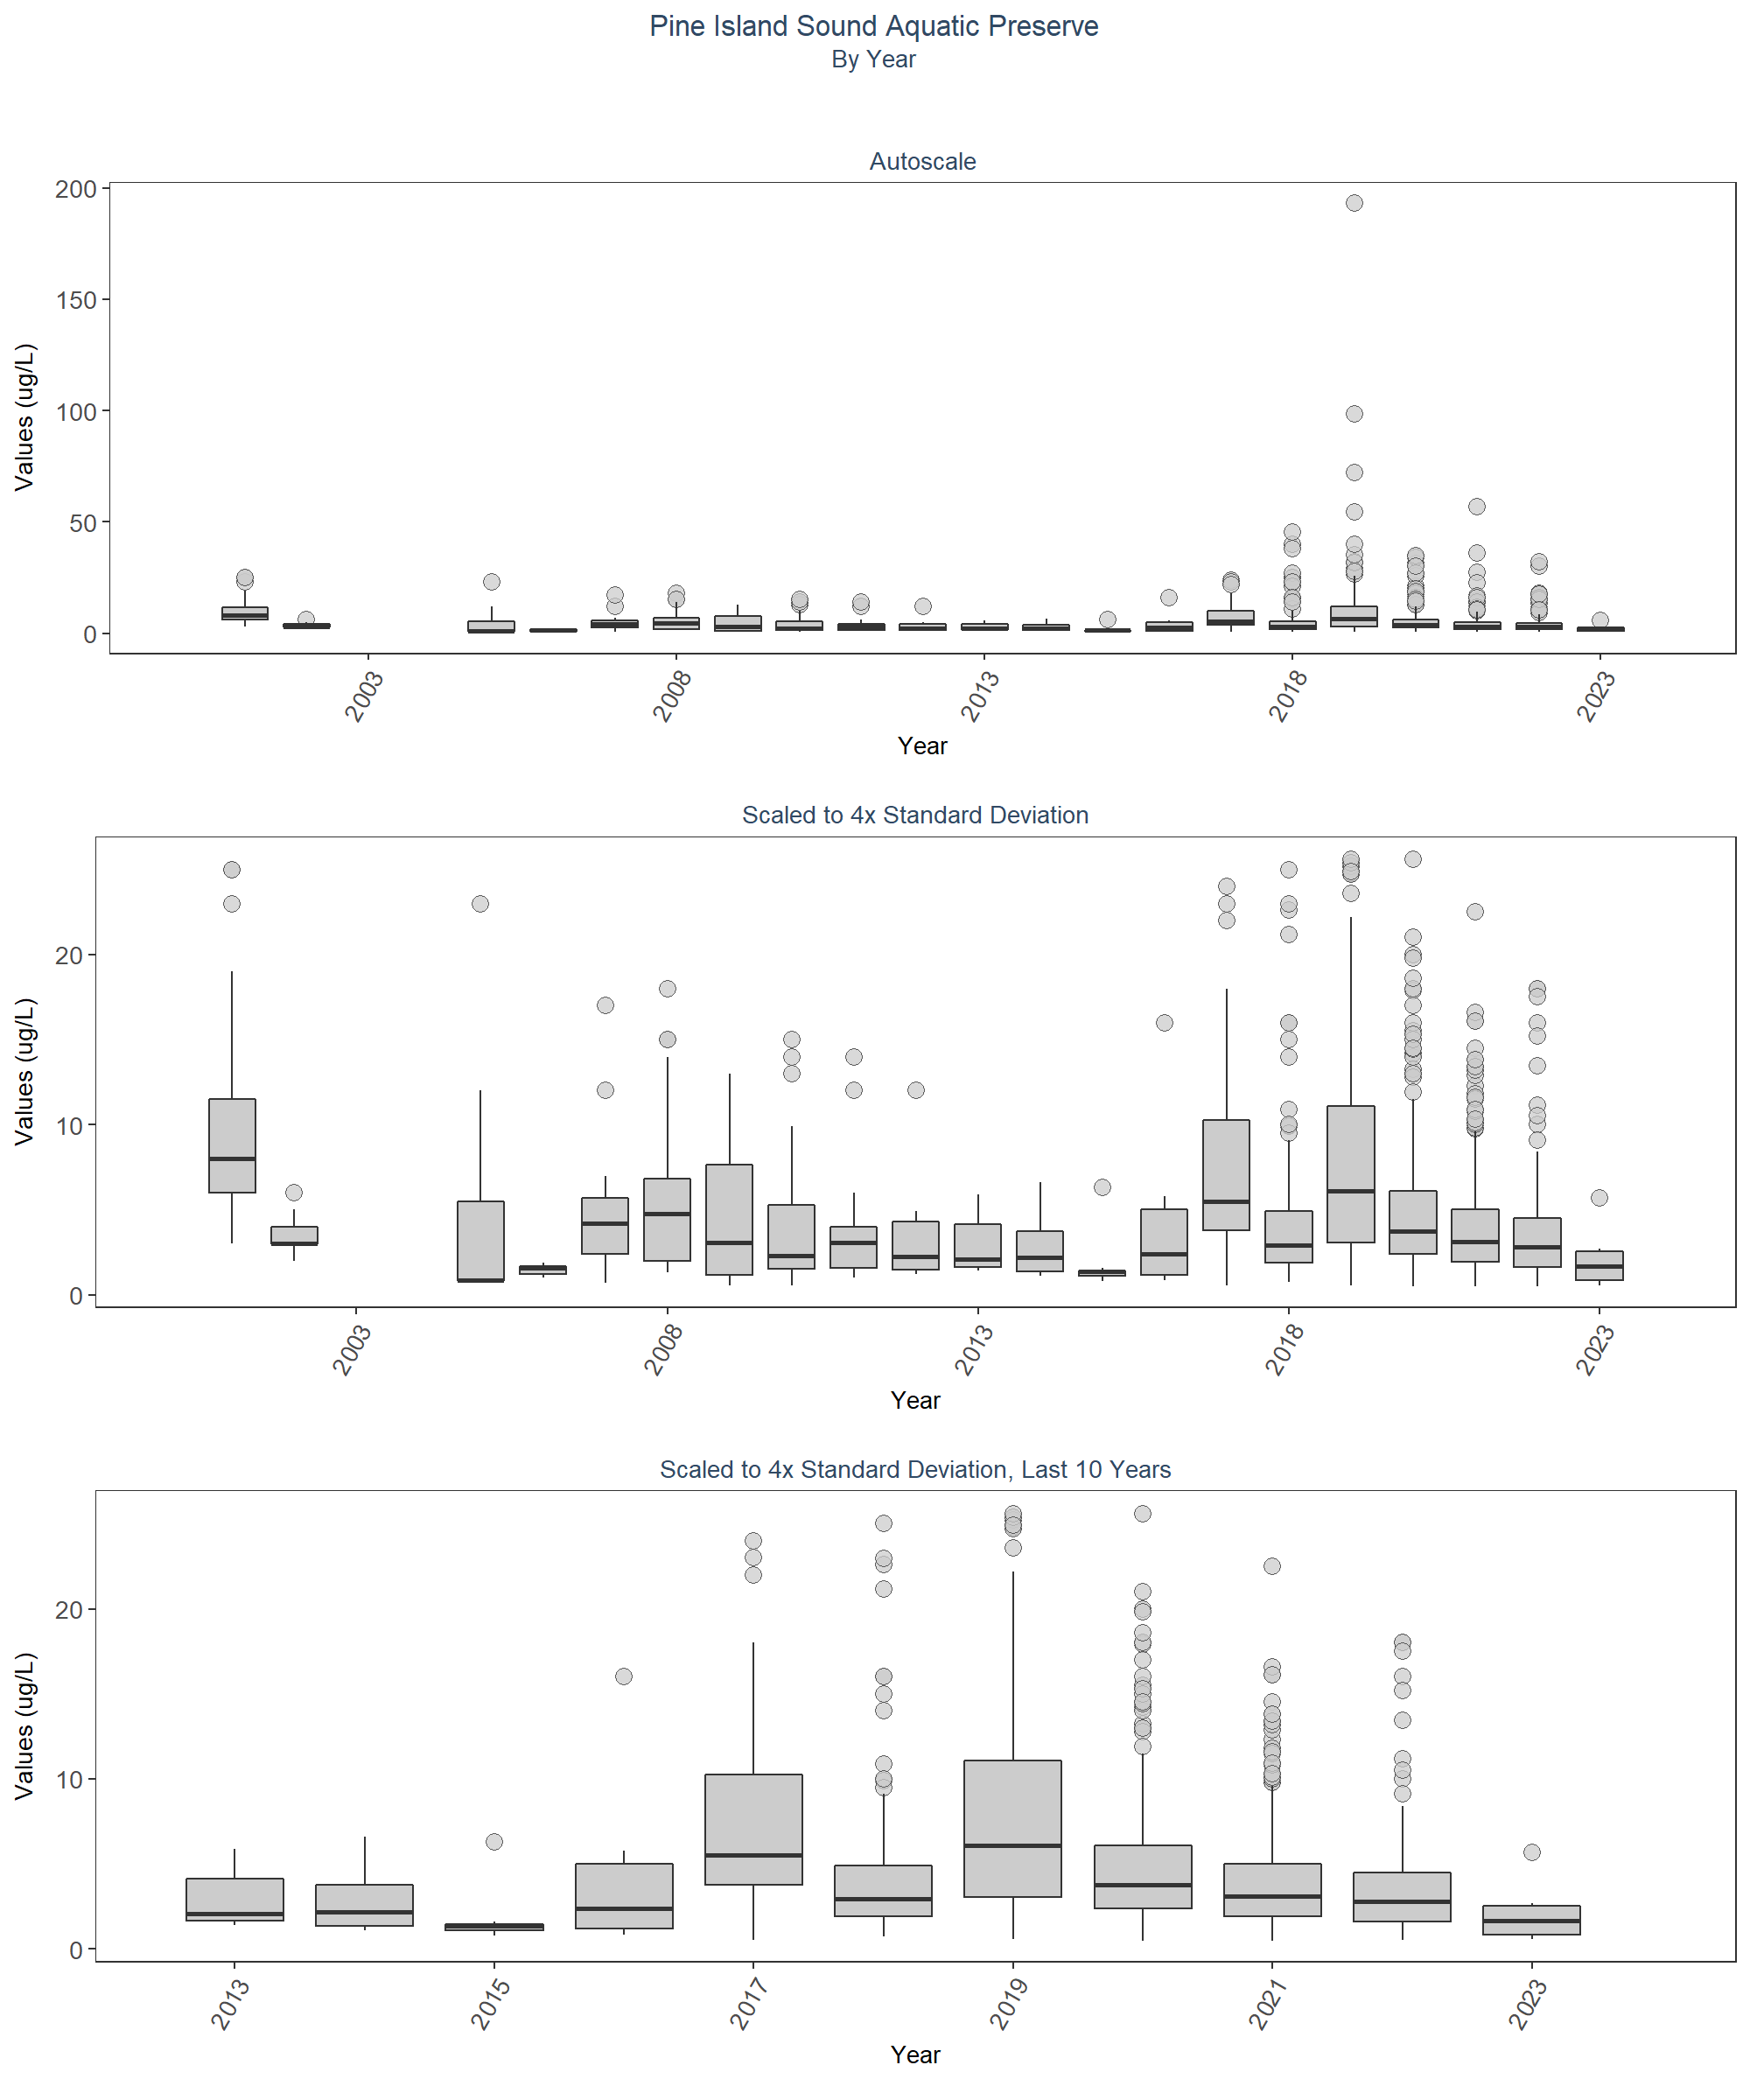 Pine Island Sound Aquatic Preserve
By Year
Autoscale
Values (ug/L)
200
150
100
50
0
2003
2008
2013
2018
2023
Year
Scaled to 4x Standard Deviation
Values (ug/L)
20
10
0
2003
2008
2013
2018
2023
Year
Scaled to 4x Standard Deviation, Last 10 Years
Values (ug/L)
20
10
0
2013
2015
2017
2019
2021
2023
Year